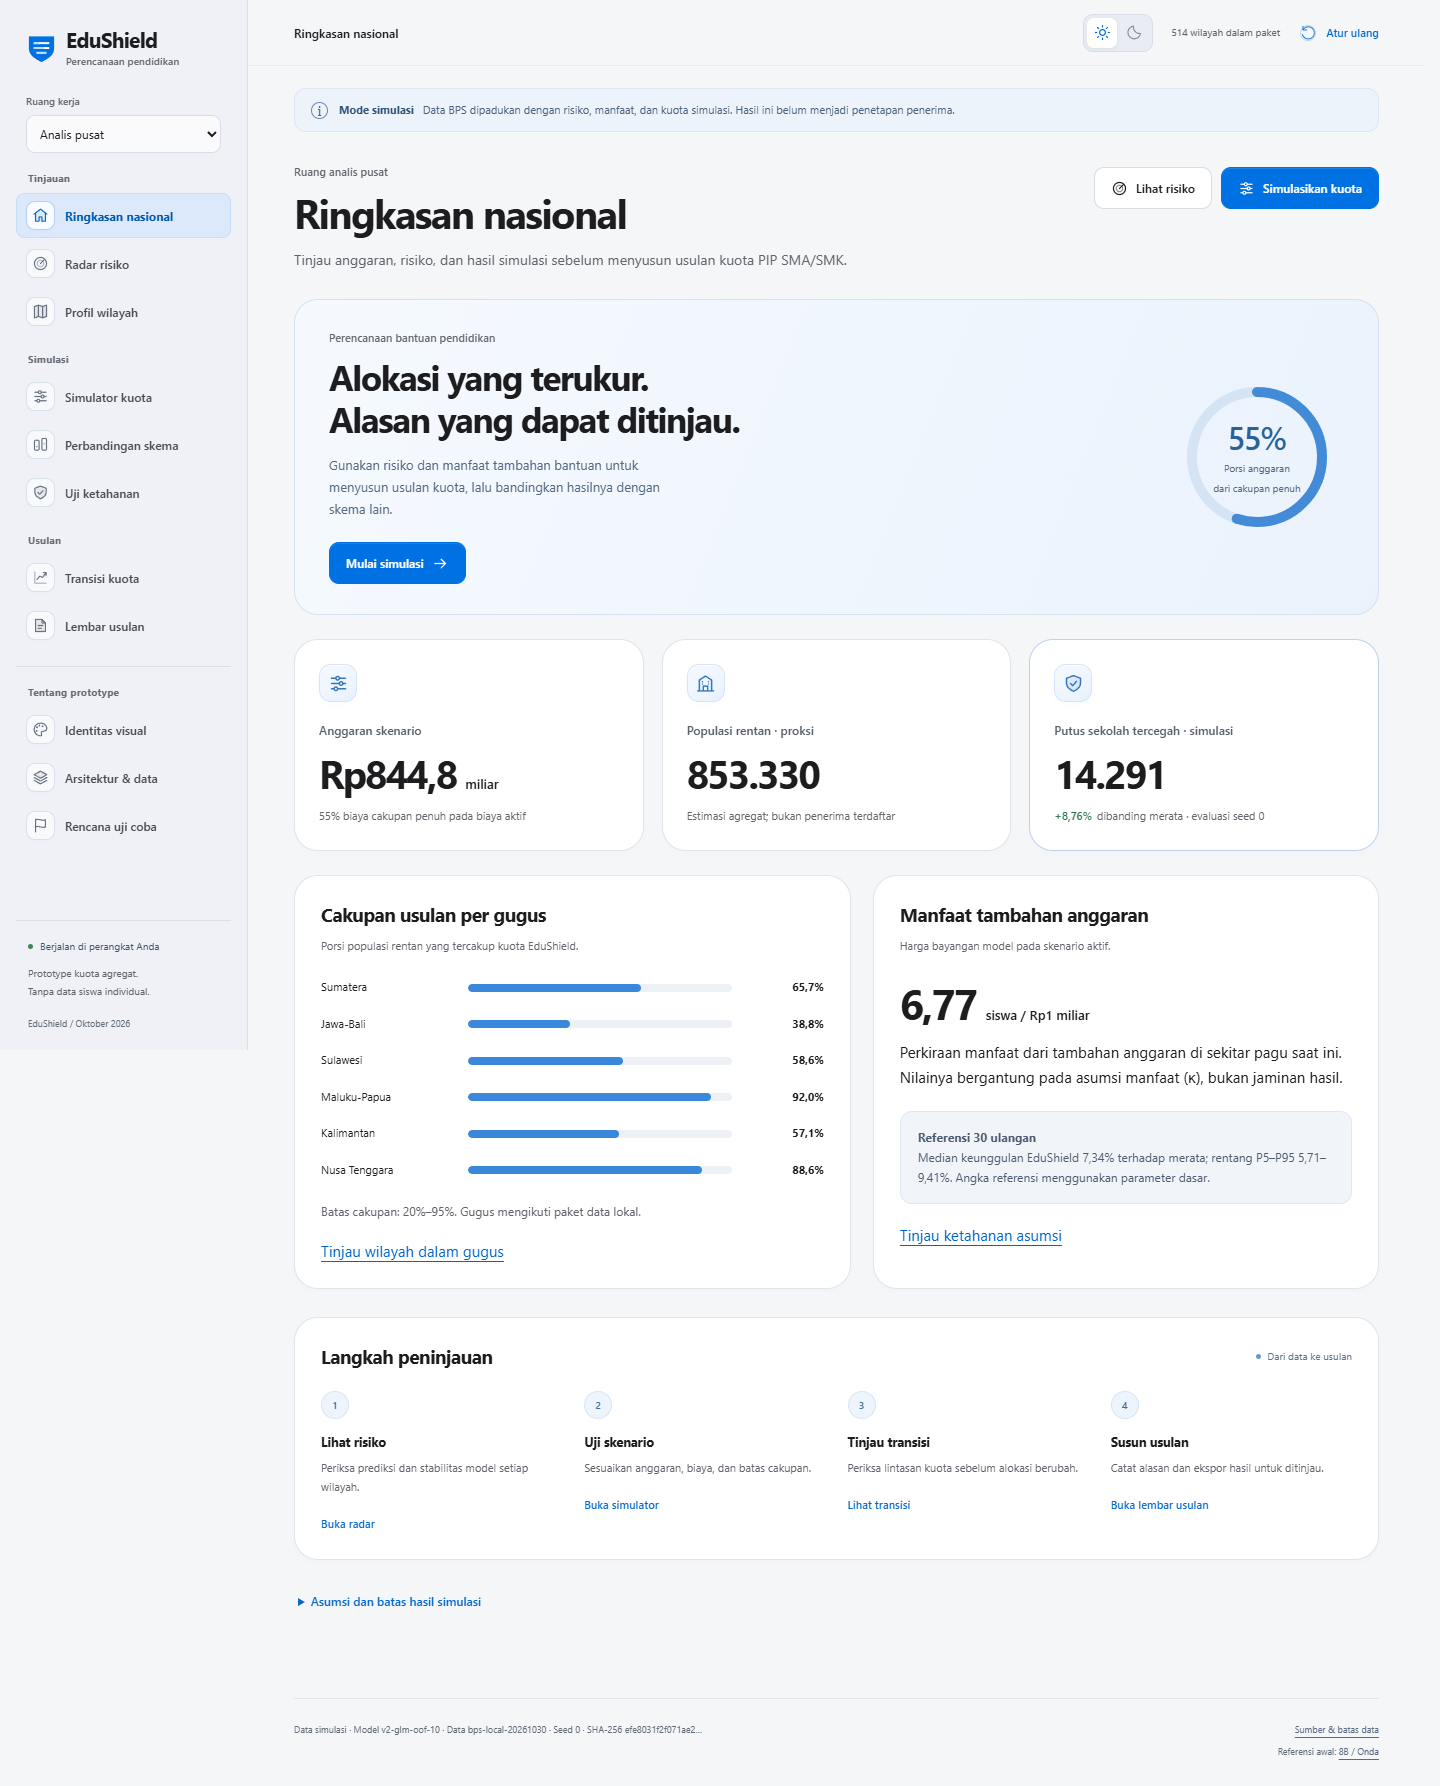 EduShield
Perencanaan pendidikan
Ruang kerja
Analis pusat
Tinjauan
Ringkasan nasional
Radar risiko
Profil wilayah
Simulasi
Simulator kuota
Perbandingan skema
Uji ketahanan
Usulan
Transisi kuota
Lembar usulan
Tentang prototype
Identitas visual
Arsitektur & data
Rencana uji coba
Berjalan di perangkat Anda
Prototype kuota agregat.
Tanpa data siswa individual.
EduShield / Oktober 2026
Ringkasan nasional
514 wilayah dalam paket
Atur ulang
Mode simulasi Data BPS dipadukan dengan risiko, manfaat, dan kuota simulasi. Hasil ini belum menjadi penetapan penerima.
Ruang analis pusat
Ringkasan nasional
Tinjau anggaran, risiko, dan hasil simulasi sebelum menyusun usulan kuota PIP SMA/SMK.
Lihat risiko
Simulasikan kuota
Perencanaan bantuan pendidikan
Alokasi yang terukur.
Alasan yang dapat ditinjau.
Gunakan risiko dan manfaat tambahan bantuan untuk
menyusun usulan kuota, lalu bandingkan hasilnya dengan
skema lain.
Mulai simulasi
55%
Porsi anggaran
dari cakupan penuh
Anggaran skenario
Rp844,8 miliar
55% biaya cakupan penuh pada biaya aktif
Populasi rentan · proksi
853.330
Estimasi agregat; bukan penerima terdaftar
Putus sekolah tercegah · simulasi
14.291
+8,76% dibanding merata · evaluasi seed 0
Cakupan usulan per gugus
Porsi populasi rentan yang tercakup kuota EduShield.
Sumatera 65,7%
Jawa-Bali 38,8%
Sulawesi 58,6%
Maluku-Papua 92,0%
Kalimantan 57,1%
Nusa Tenggara 88,6%
Batas cakupan: 20%–95%. Gugus mengikuti paket data lokal.
Tinjau wilayah dalam gugus
Manfaat tambahan anggaran
Harga bayangan model pada skenario aktif.
6,77 siswa / Rp1 miliar
Perkiraan manfaat dari tambahan anggaran di sekitar pagu saat ini.
Nilainya bergantung pada asumsi manfaat (κ), bukan jaminan hasil.
Referensi 30 ulangan
Median keunggulan EduShield 7,34% terhadap merata; rentang P5–P95 5,71–
9,41%. Angka referensi menggunakan parameter dasar.
Tinjau ketahanan asumsi
Langkah peninjauan
Dari data ke usulan
1
Lihat risiko
Periksa prediksi dan stabilitas model setiap
wilayah.
Buka radar
2
Uji skenario
Sesuaikan anggaran, biaya, dan batas cakupan.
Buka simulator
3
Tinjau transisi
Periksa lintasan kuota sebelum alokasi berubah.
Lihat transisi
4
Susun usulan
Catat alasan dan ekspor hasil untuk ditinjau.
Buka lembar usulan
Asumsi dan batas hasil simulasi
Data simulasi · Model v2-glm-oof-10 · Data bps-local-20261030 · Seed 0 · SHA-256 efe8031f2f071ae2…
Sumber & batas data
Referensi awal: 8B / Onda